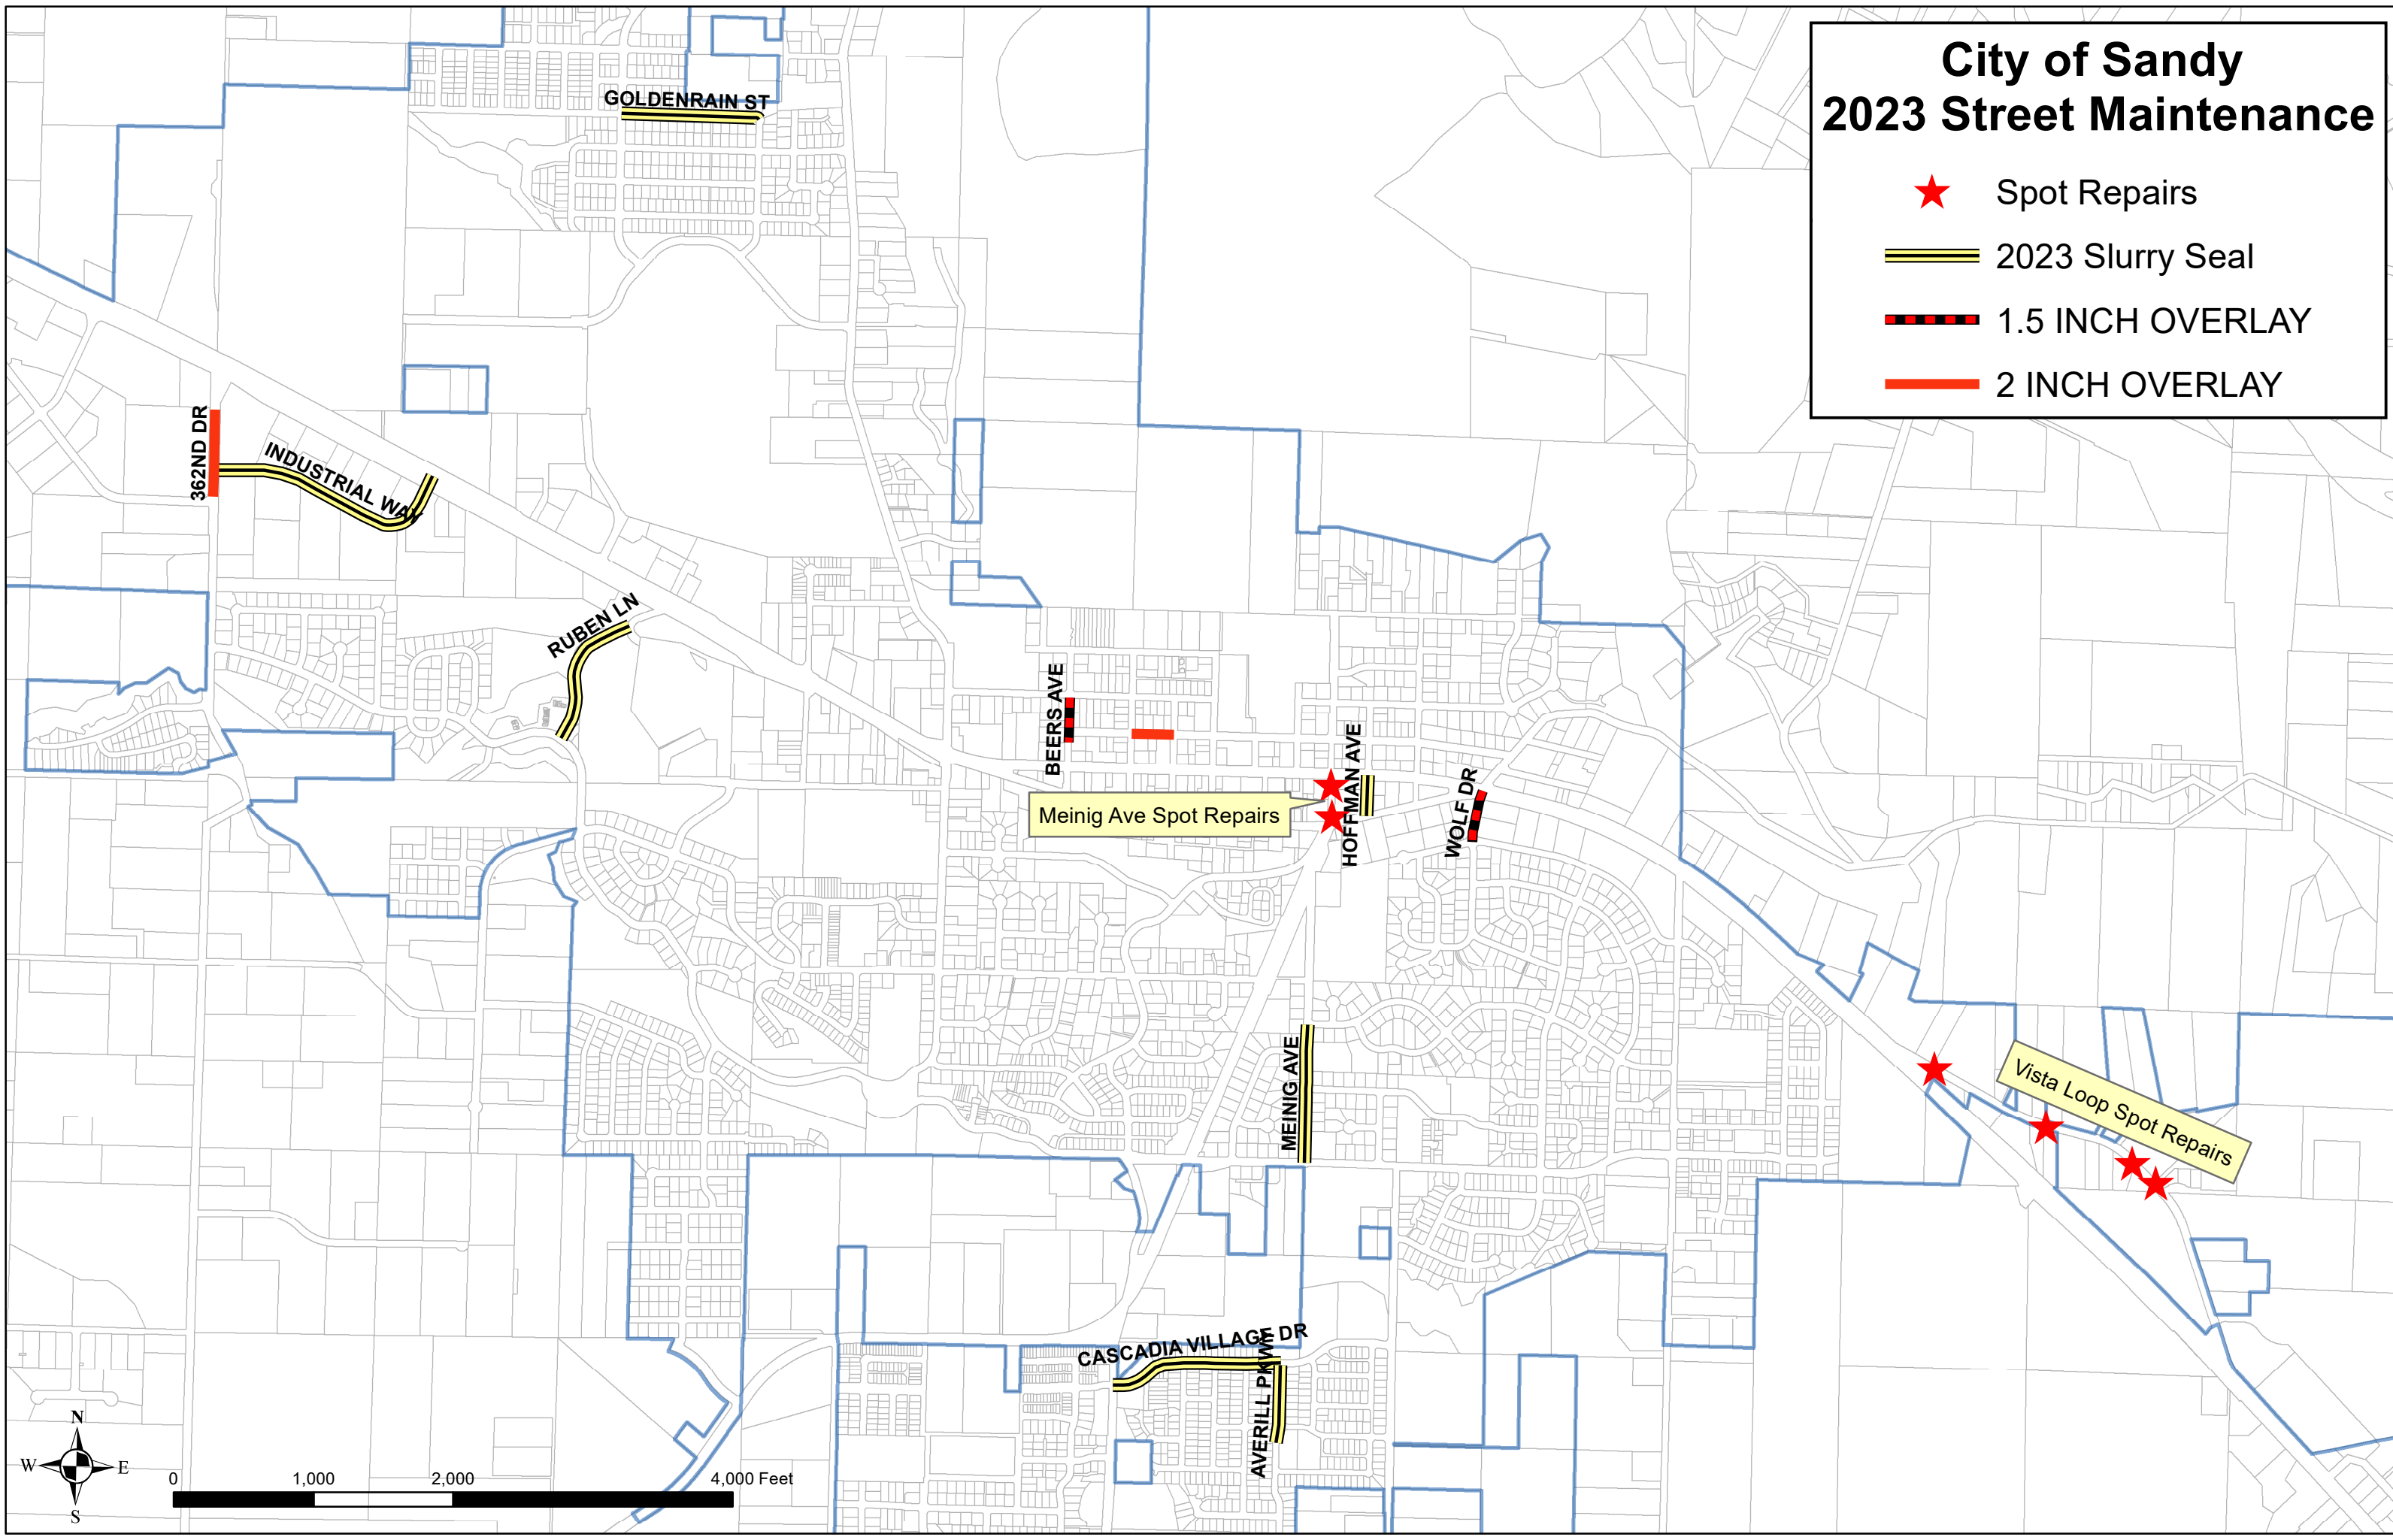 City of Sandy
2023 Street Maintenance
Spot Repairs
2023 Slurry Seal
1.5 INCH OVERLAY
2 INCH OVERLAY
GOLDENRAIN ST
362ND DR
INDUSTRIAL WAY
RUBEN LN
BEERS AVE
HOFFMAN AVE
WOLF DR
Meinig Ave Spot Repairs
MEINIG AVE
Vista Loop Spot Repairs
CASCADIA VILLAGE DR
AVERILL PKWY
N
W E
S
0 1,000 2,000 4,000 Feet